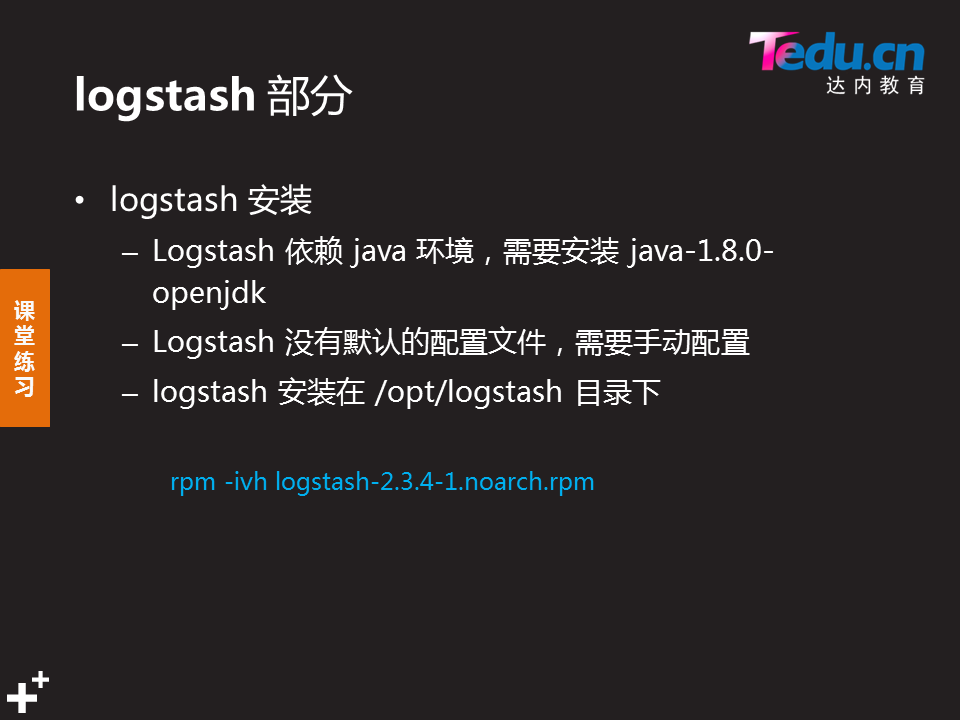 Tedu.cn
达内教育
logstash 部分
• logstash 安装
– Logstash 依赖 java 环境，需要安装 java-1.8.0-
openjdk
– Logstash 没有默认的配置文件，需要手动配置
– logstash 安装在 /opt/logstash 目录下
课
堂
练
习
rpm -ivh logstash-2.3.4-1.noarch.rpm